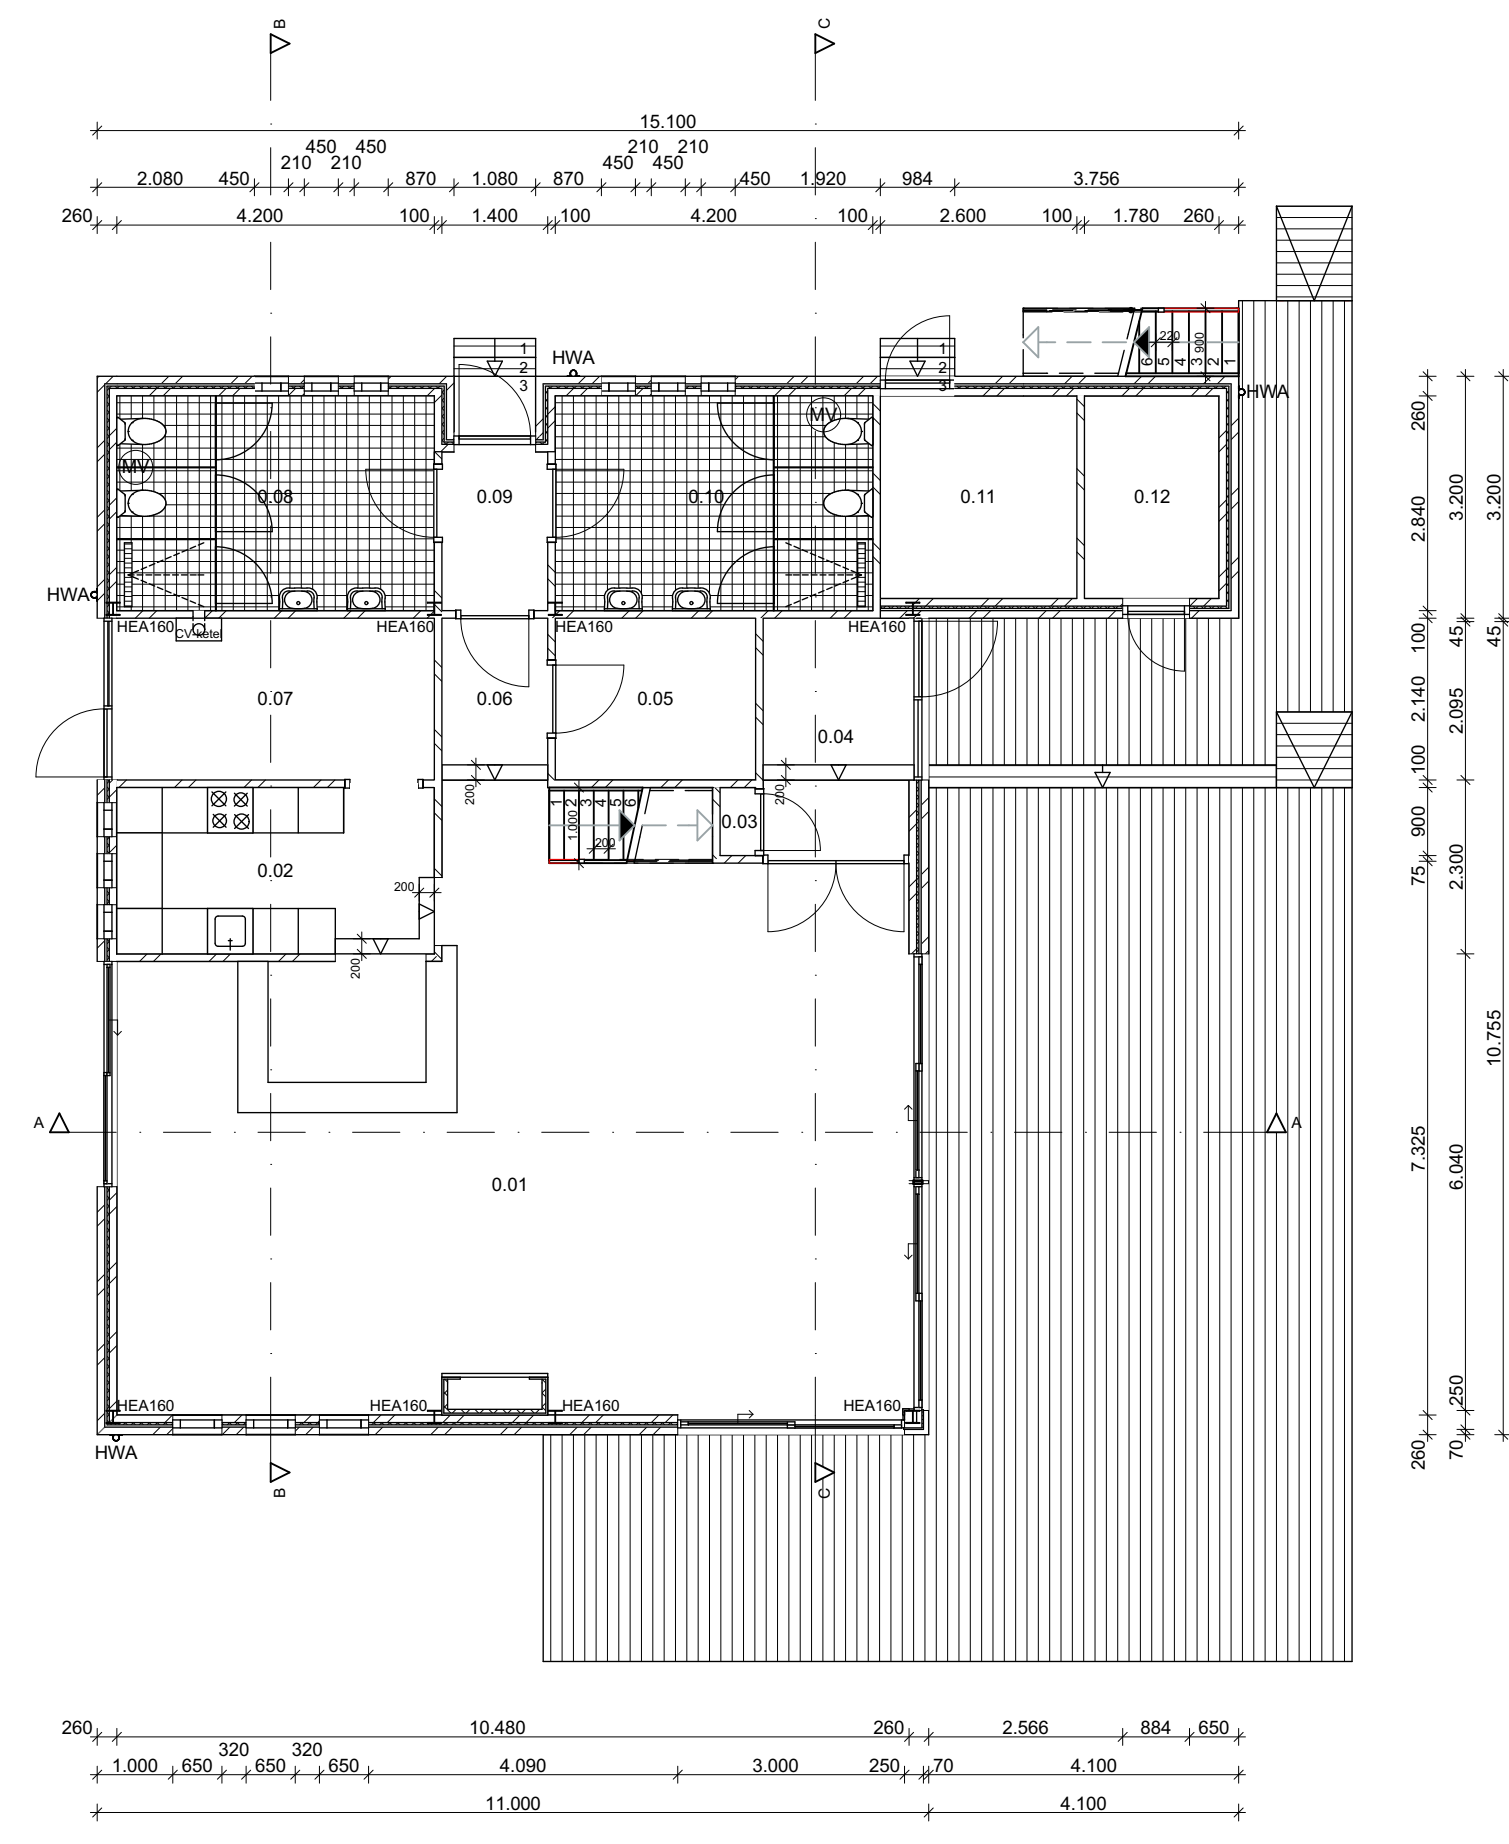 B
C
15.100
450 450 210 210
210 210 450 450
2.080 450 870 1.080 870 450 1.920 984 3.756
260 4.200 100 1.400 100 4.200 100 2.600 100 1.780 260
1
2
3
HWA
1
2
3
6 5 4 3 2 1
220
900
HWA
MV
MV
0.08
0.09
0.10
0.11
0.12
HWA
HEA160
CV-ketel
HEA160
HEA160
HEA160
0.07
0.06
0.05
0.04
200
200
1 2 3 4 5 6
1.000
200
0.03
0.02
200
200
A
A
0.01
HEA160
HEA160
HEA160
HEA160
HWA
B
C
260
2.840
100
2.140
100
900
75
7.325
260
3.200
45
2.095
2.300
6.040
250
70
3.200
45
10.755
260 10.480 260 2.566 884 650
320 320
1.000 650 650 650 4.090 3.000 250 70 4.100
11.000 4.100